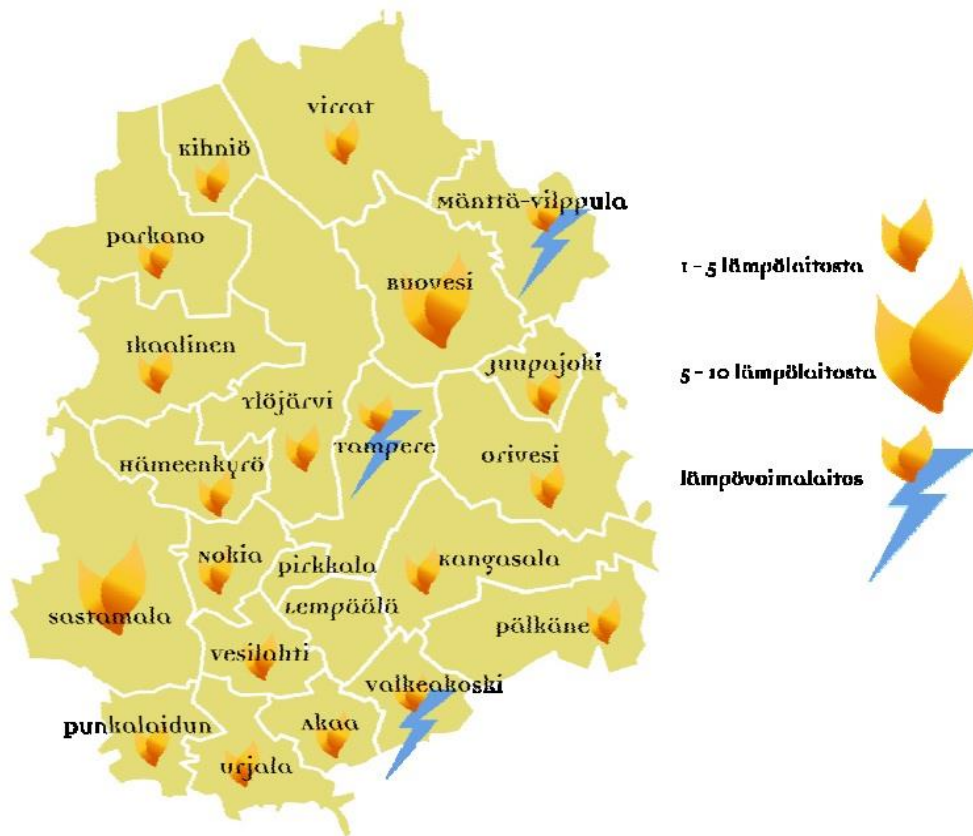 Virrat
Kihniö
Mänttä-Vilppula
Parkano
Ruovesi
1 - 5 lämpölaitosta
Ikaalinen
Juupajoki
5 - 10 lämpölaitosta
Ylöjärvi
Tampere
Orivesi
Hämeenkyrö
lämpövoimalaitos
Nokia
Pirkkala
Kangasala
Lempäälä
Sastamala
Pälkäne
Vesilahti
Valkeakoski
Punkalaidun
Akaa
Urjala